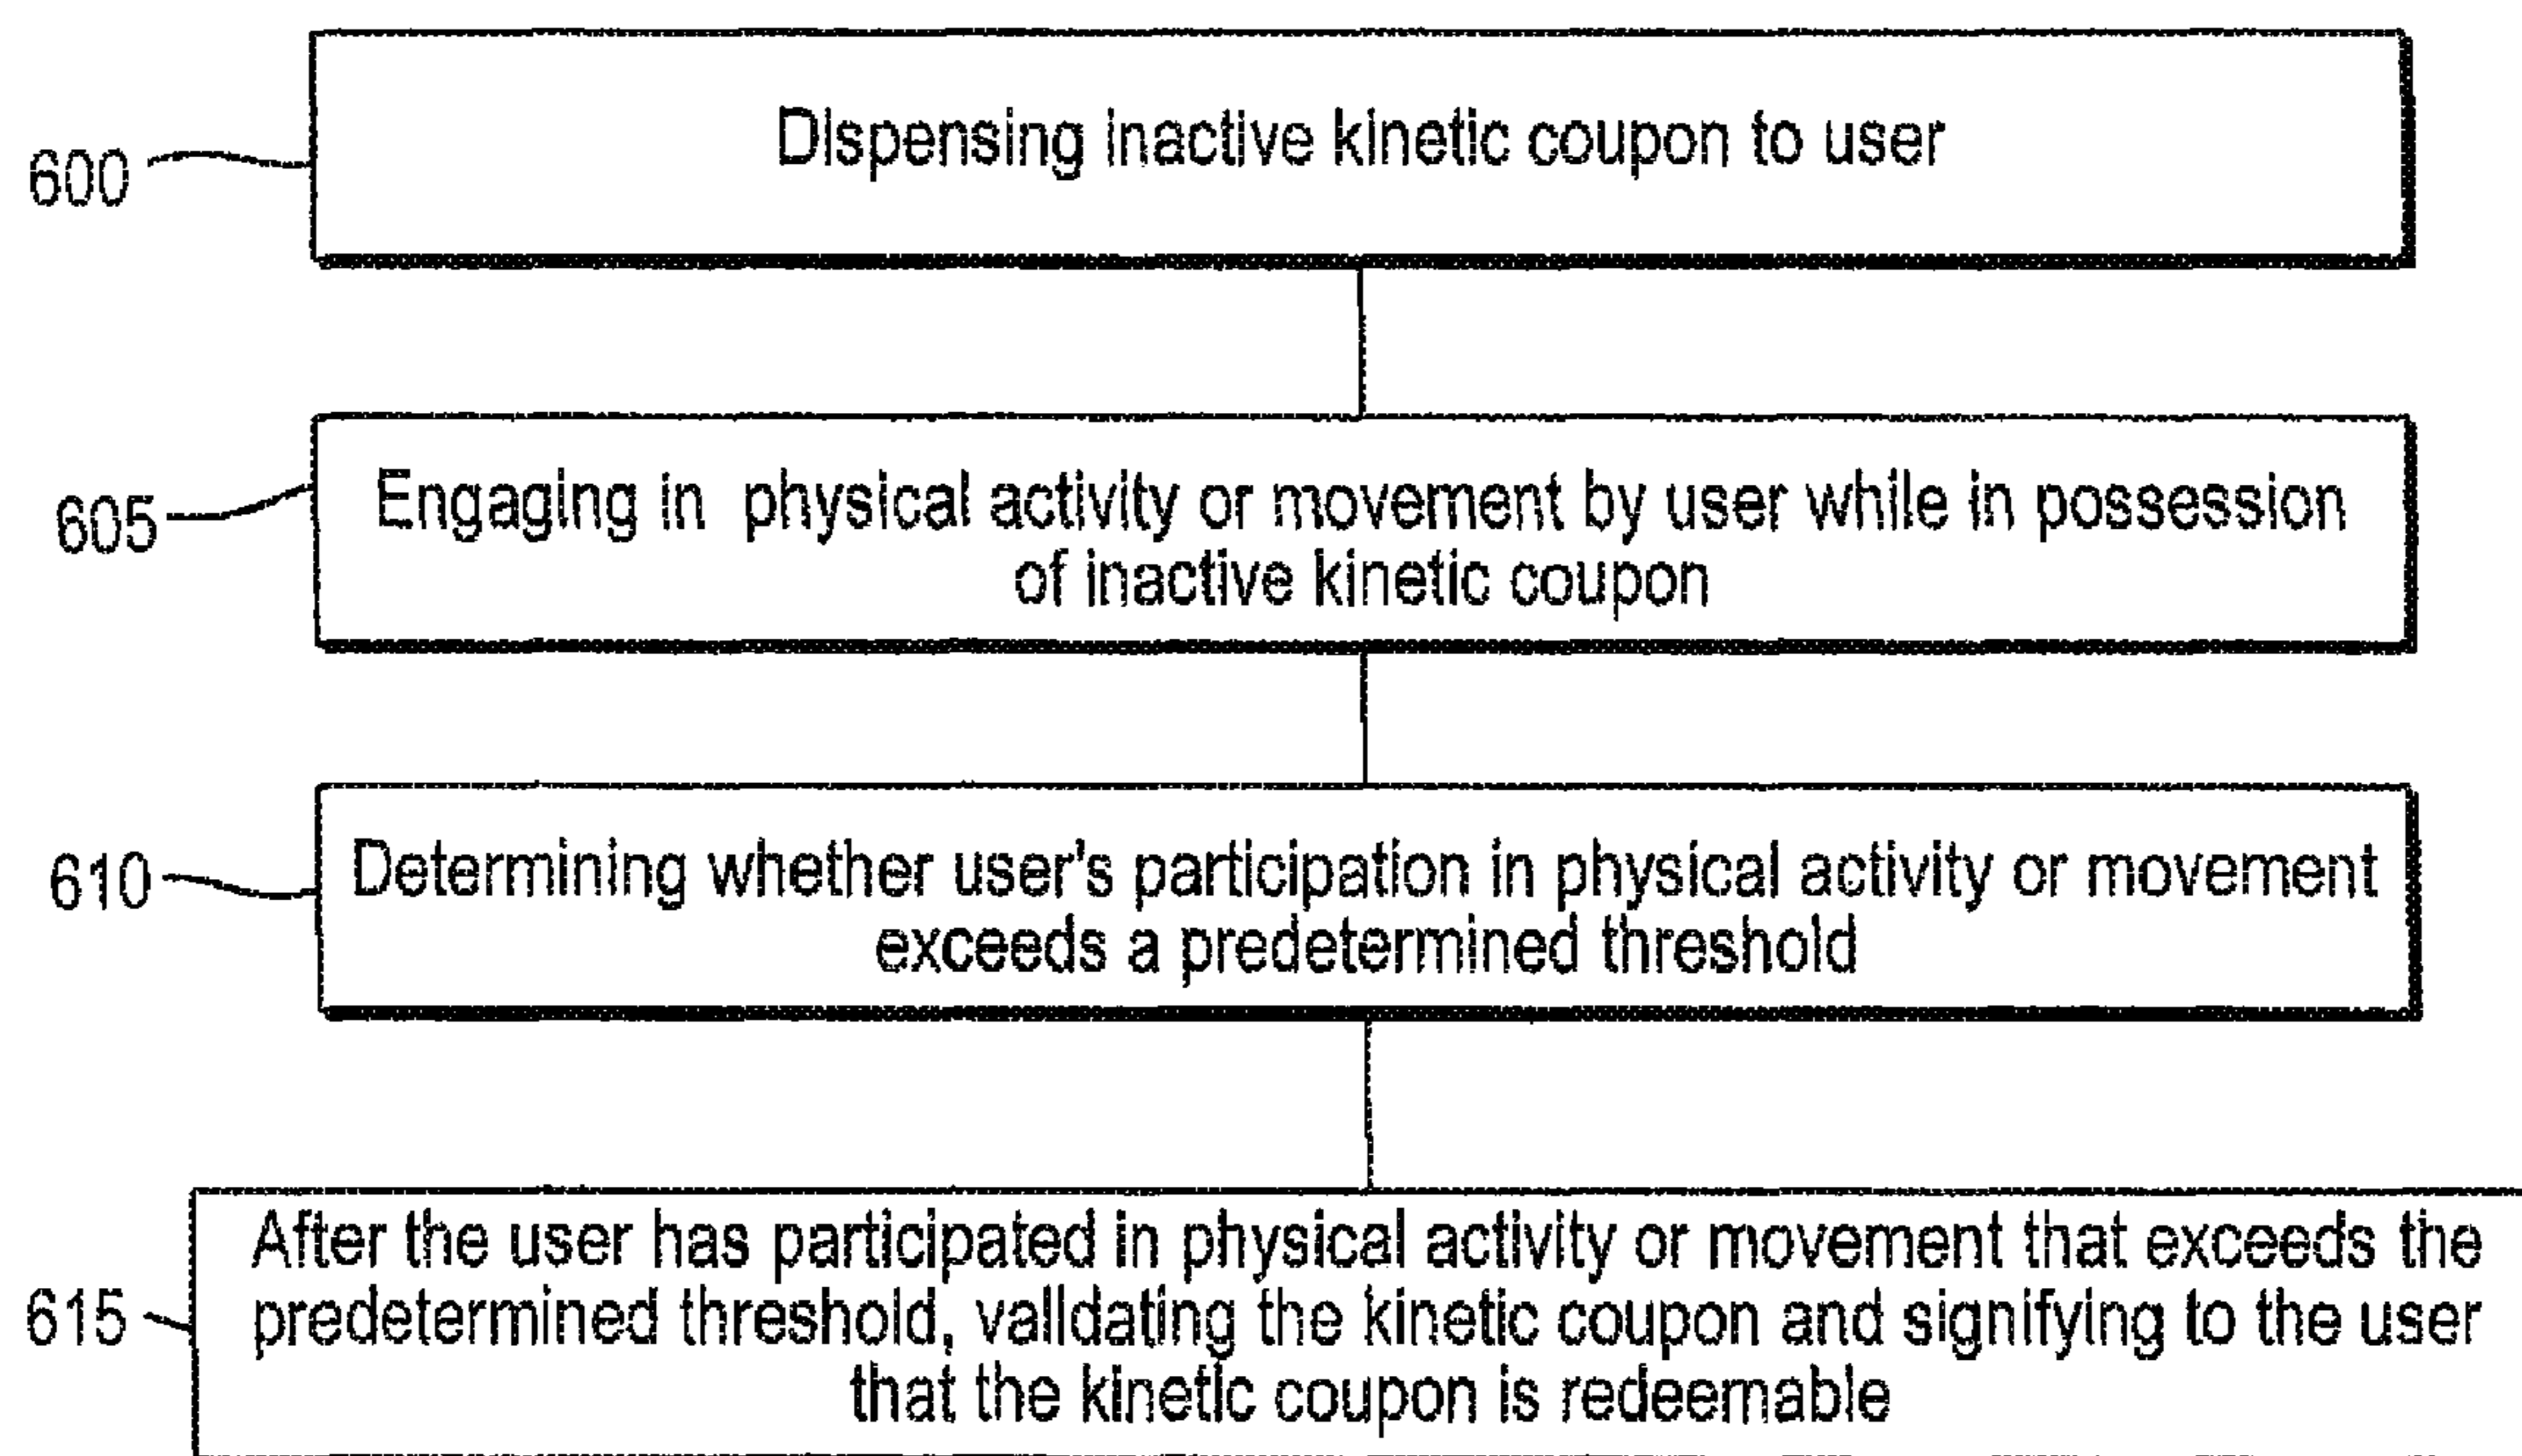 600
Dispensing inactive kinetic coupon to user
605
Engaging in physical activity or movement by user while in possession
of inactive kinetic coupon
610
Determining whether user's participation in physical activity or movement
exceeds a predetermined threshold
615
After the user has participated in physical activity or movement that exceeds the
predetermined threshold, validating the kinetic coupon and signifying to the user
that the kinetic coupon is redeemable